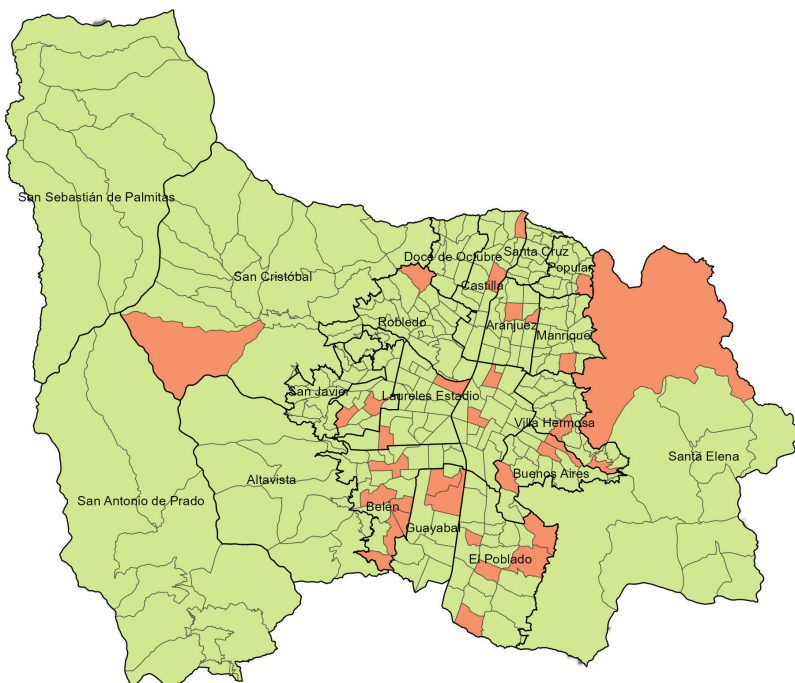 San Sebastián de Palmitas
Doce de Octubre
Santa Cruz
Popular
San Cristóbal
Castilla
Robledo
Aranjuez
Manrique
San Javier
Laureles Estadio
Villa Hermosa
Santa Elena
Altavista
Buenos Aires
San Antonio de Prado
Belén
Guayabal
El Poblado